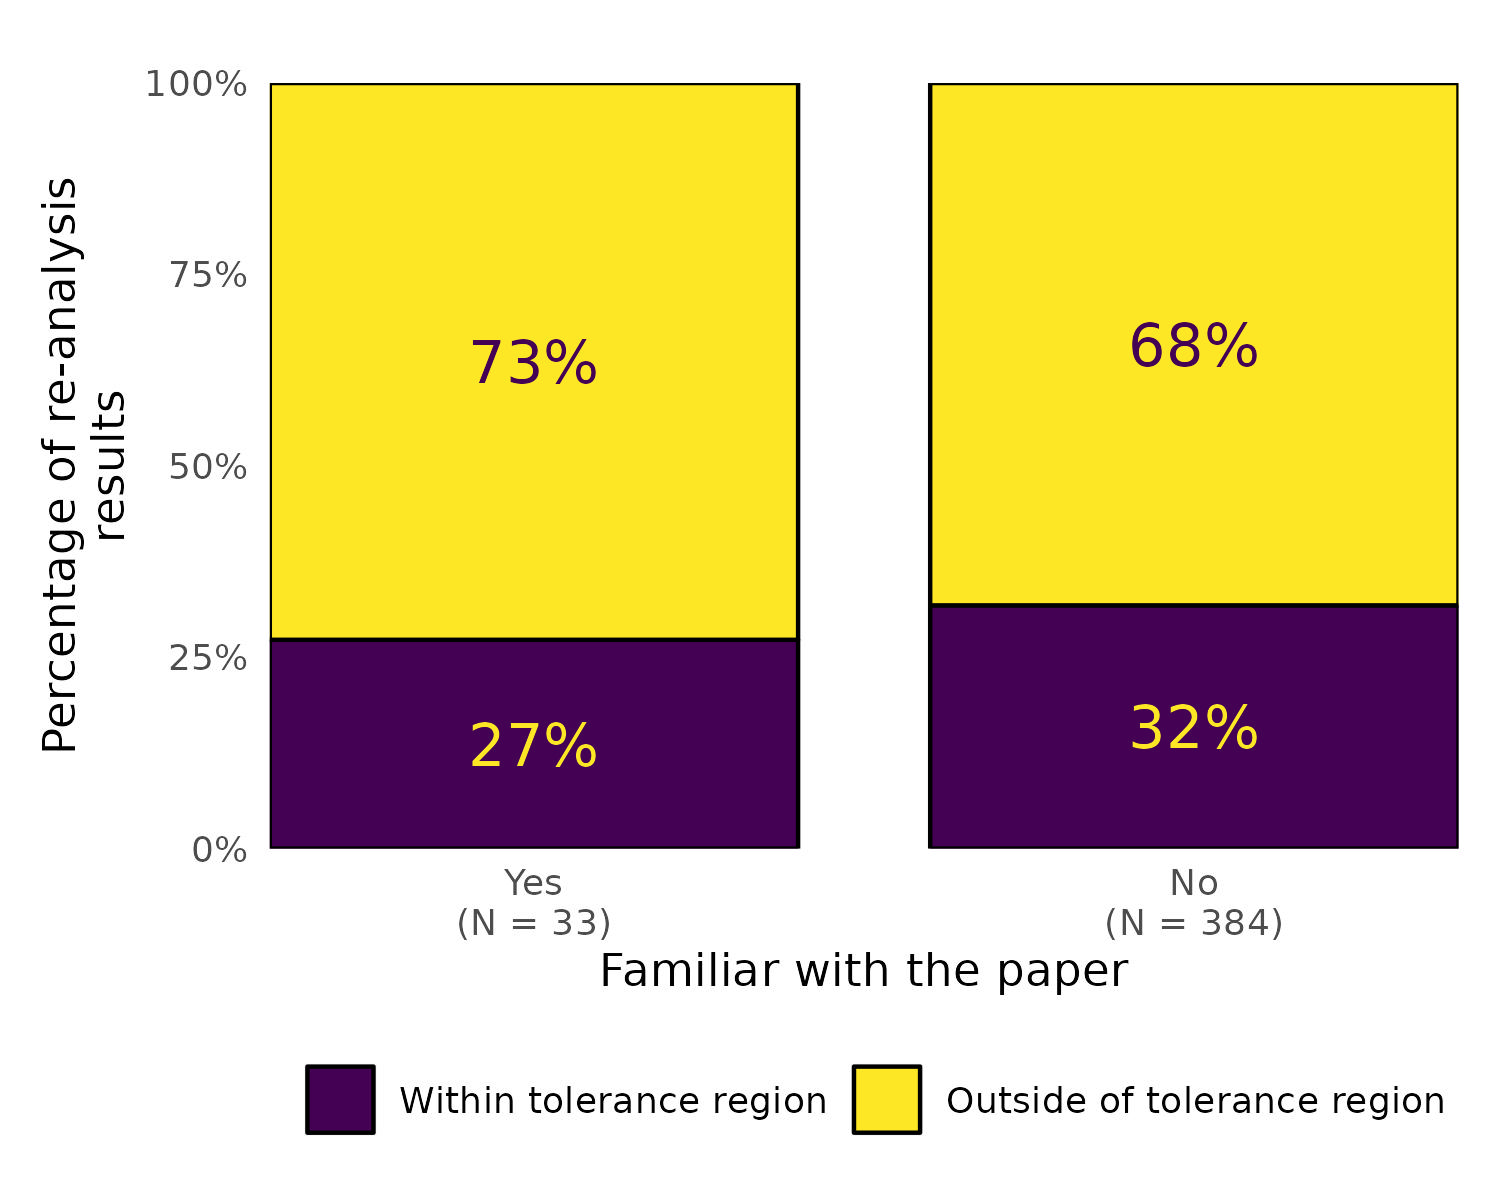 Percentage of re-analysis
results
100%
75%
50%
25%
0%
73%
27%
68%
32%
Yes
(N = 33)
No
(N = 384)
Familiar with the paper
Within tolerance region
Outside of tolerance region